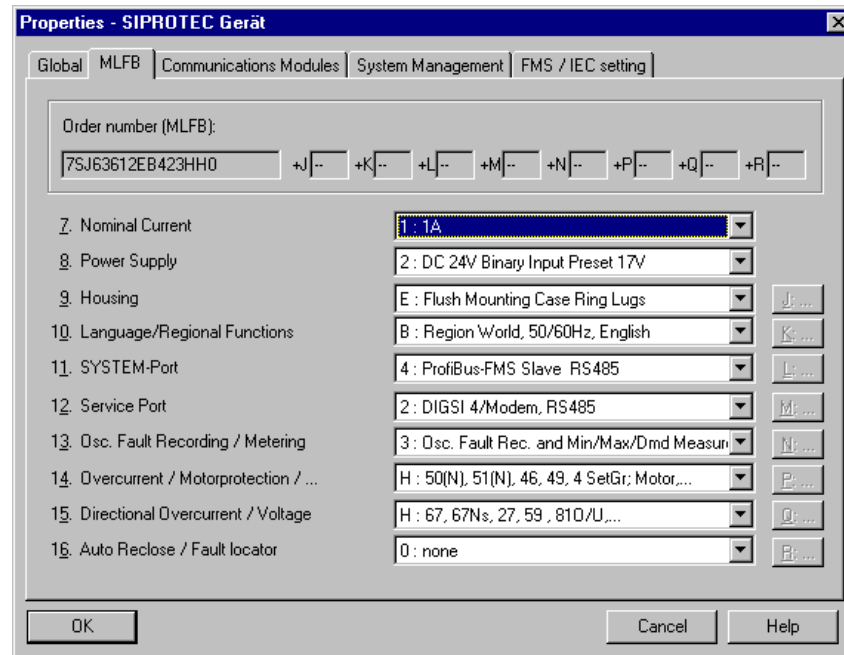 Properties - SIPROTEC Gerät
Global MLFB Communications Modules System Management FMS / IEC setting
Order number (MLFB):
7SJ63612EB423HH0 +J -- +K -- +L -- +M -- +N -- +P -- +Q -- +R --
7. Nominal Current 1 : 1A
8. Power Supply 2 : DC 24V Binary Input Preset 17V
9. Housing E : Flush Mounting Case Ring Lugs J: ...
10. Language/Regional Functions B : Region World, 50/60Hz, English K: ...
11. SYSTEM-Port 4 : ProfiBus-FMS Slave RS485 L: ...
12. Service Port 2 : DIGSI 4/Modem, RS485 M: ...
13. Osc. Fault Recording / Metering 3 : Osc. Fault Rec. and Min/Max/Dmd Measur N: ...
14. Overcurrent / Motorprotection / ... H : 50(N), 51(N), 46, 49, 4 SetGr; Motor,... P: ...
15. Directional Overcurrent / Voltage H : 67, 67Ns, 27, 59 , 81O/U,... Q: ...
16. Auto Reclose / Fault locator 0 : none R: ...
OK Cancel Help